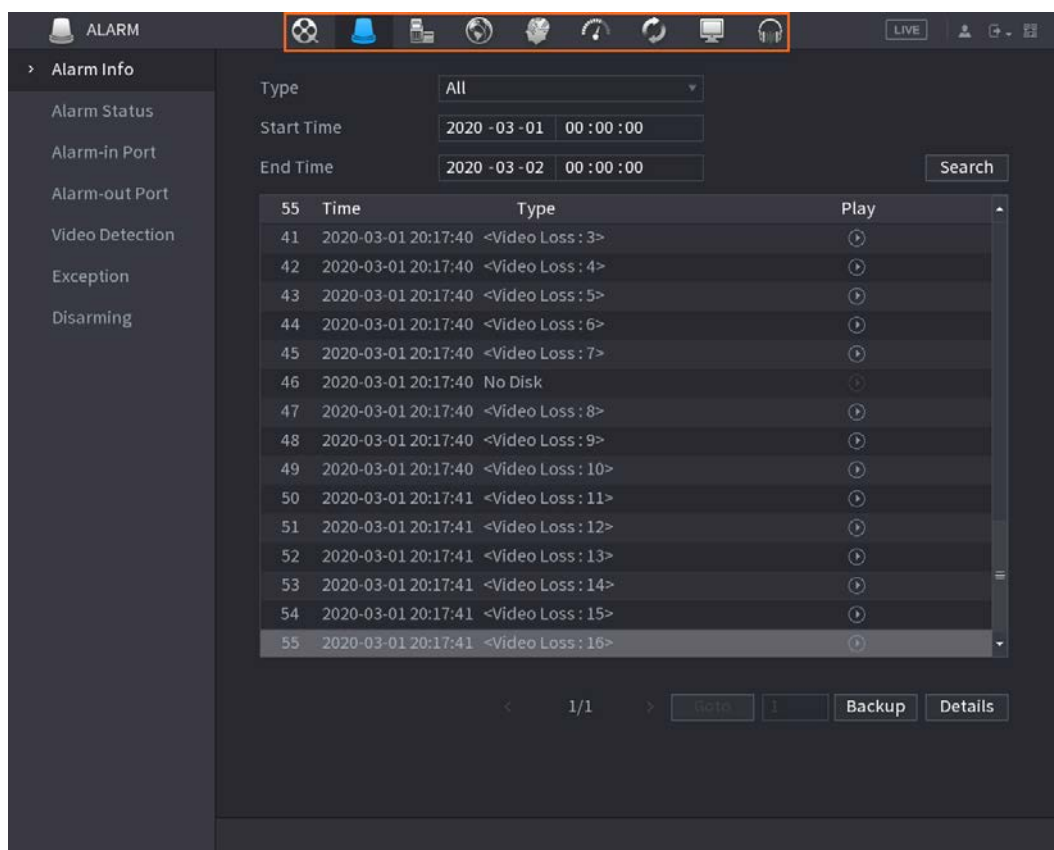 ALARM LIVE
Alarm Info
Alarm Status
Alarm-in Port
Alarm-out Port
Video Detection
Exception
Disarming
Type All
Start Time 2020 -03 -01 00 : 00 : 00
End Time 2020 -03 -02 00 : 00 : 00 Search
55 Time Type Play
41 2020-03-01 20:17:40 <Video Loss : 3>
42 2020-03-01 20:17:40 <Video Loss : 4>
43 2020-03-01 20:17:40 <Video Loss : 5>
44 2020-03-01 20:17:40 <Video Loss : 6>
45 2020-03-01 20:17:40 <Video Loss : 7>
46 2020-03-01 20:17:40 No Disk
47 2020-03-01 20:17:40 <Video Loss : 8>
48 2020-03-01 20:17:40 <Video Loss : 9>
49 2020-03-01 20:17:40 <Video Loss : 10>
50 2020-03-01 20:17:41 <Video Loss : 11>
51 2020-03-01 20:17:41 <Video Loss : 12>
52 2020-03-01 20:17:41 <Video Loss : 13>
53 2020-03-01 20:17:41 <Video Loss : 14>
54 2020-03-01 20:17:41 <Video Loss : 15>
55 2020-03-01 20:17:41 <Video Loss : 16>
< 1/1 > Goto 1 Backup Details